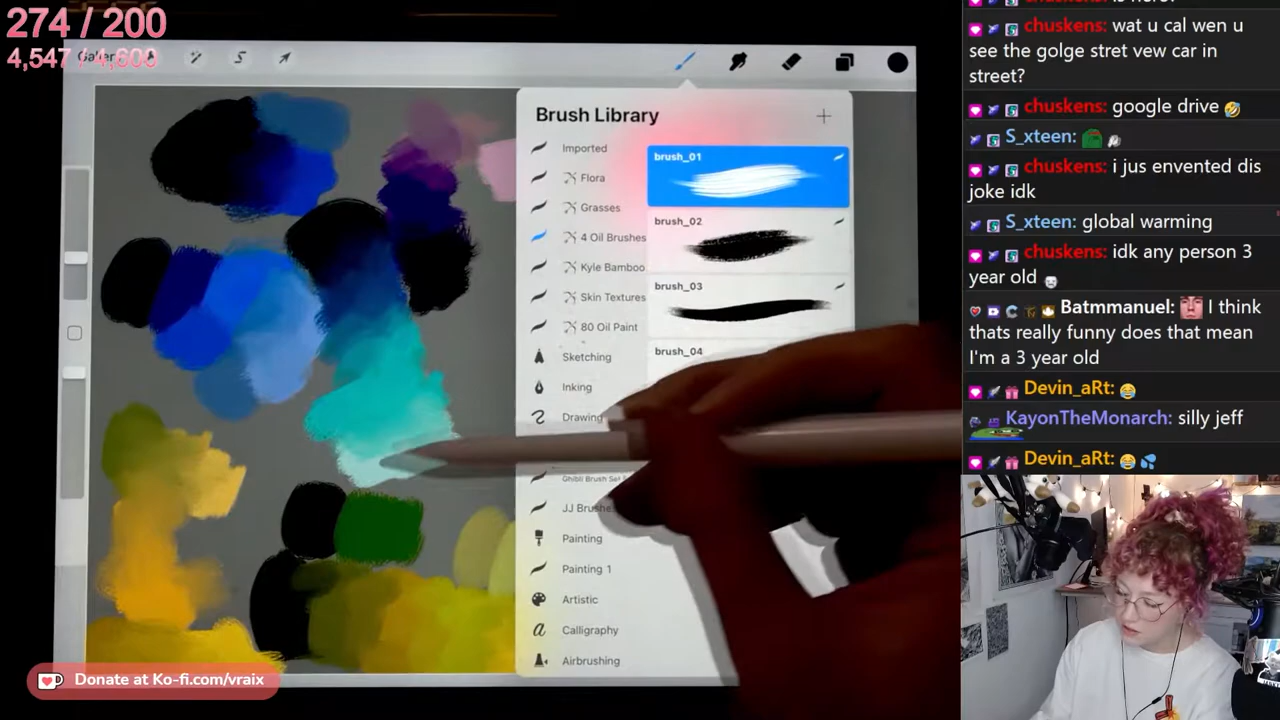 274 / 200
4,547 / 4,600
Brush Library
Imported
Flora
Grasses
4 Oil Brushes
Kyle Bamboo
Skin Textures
80 Oil Paint
Sketching
Inking
Drawing
JJ Brushes
Painting
Painting 1
Artistic
Calligraphy
Airbrushing
brush_01
brush_02
brush_03
brush_04
Donate at Ko-fi.com/vraix
chuskens: wat u cal wen u
see the golge stret vew car in
street?
chuskens: google drive
S_xteen:
chuskens: i jus envented dis
joke idk
S_xteen: global warming
chuskens: idk any person 3
year old
Batmmanuel: I think
thats really funny does that mean
I'm a 3 year old
Devin_aRt:
KayonTheMonarch: silly jeff
Devin_aRt: